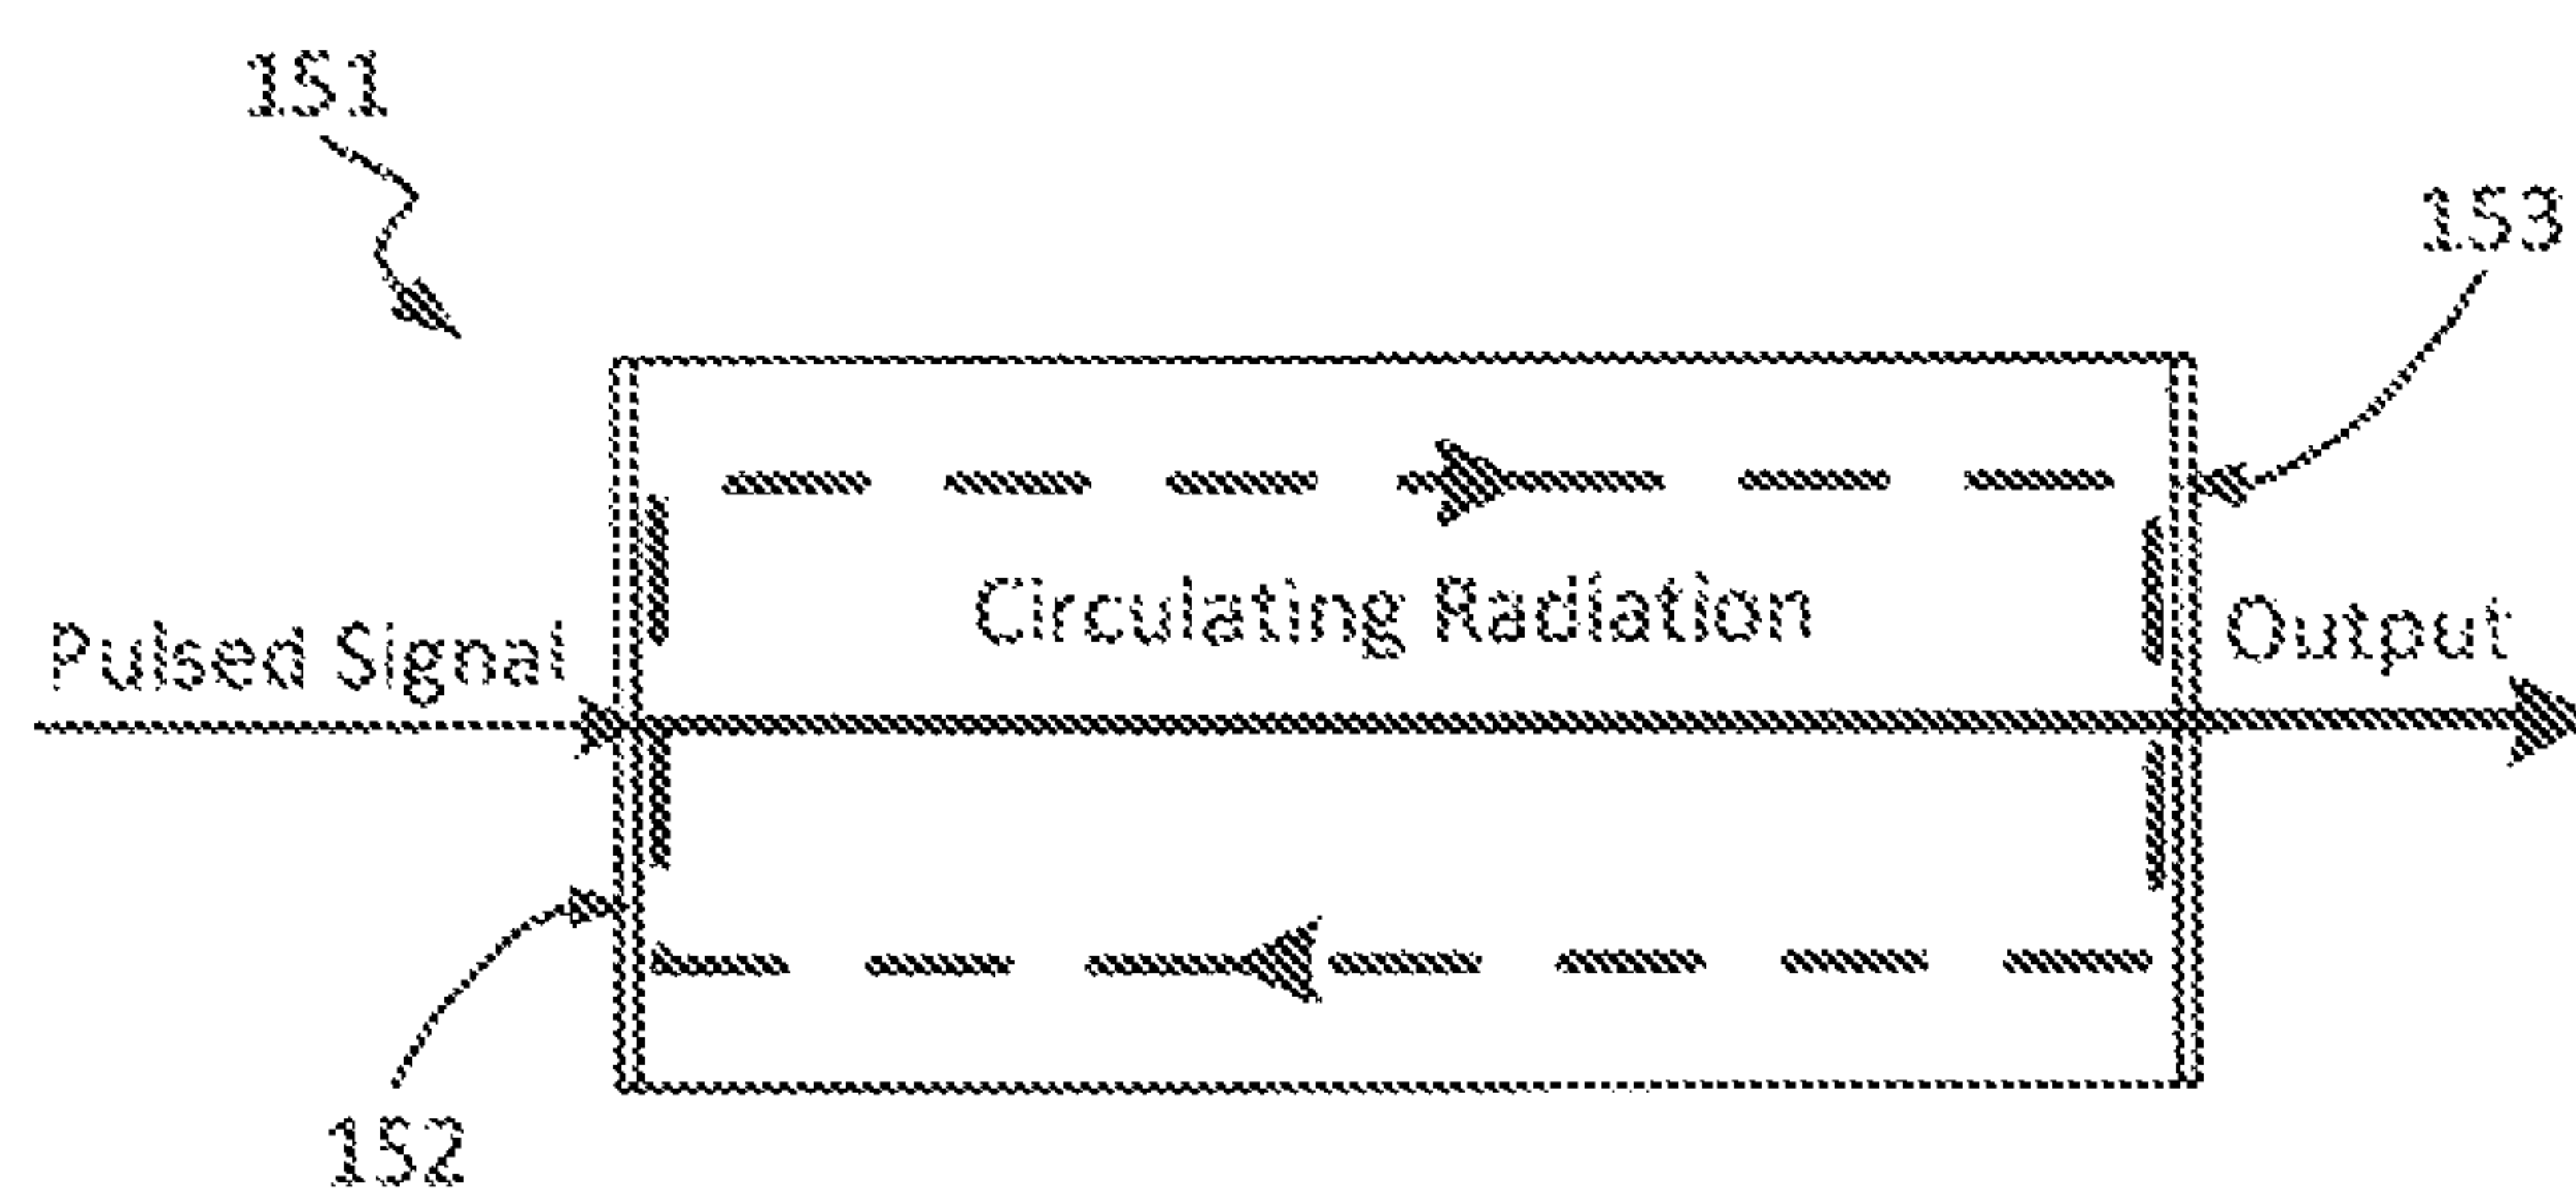 151
153
Circulating Radiation
Pulsed Signal
Output
152